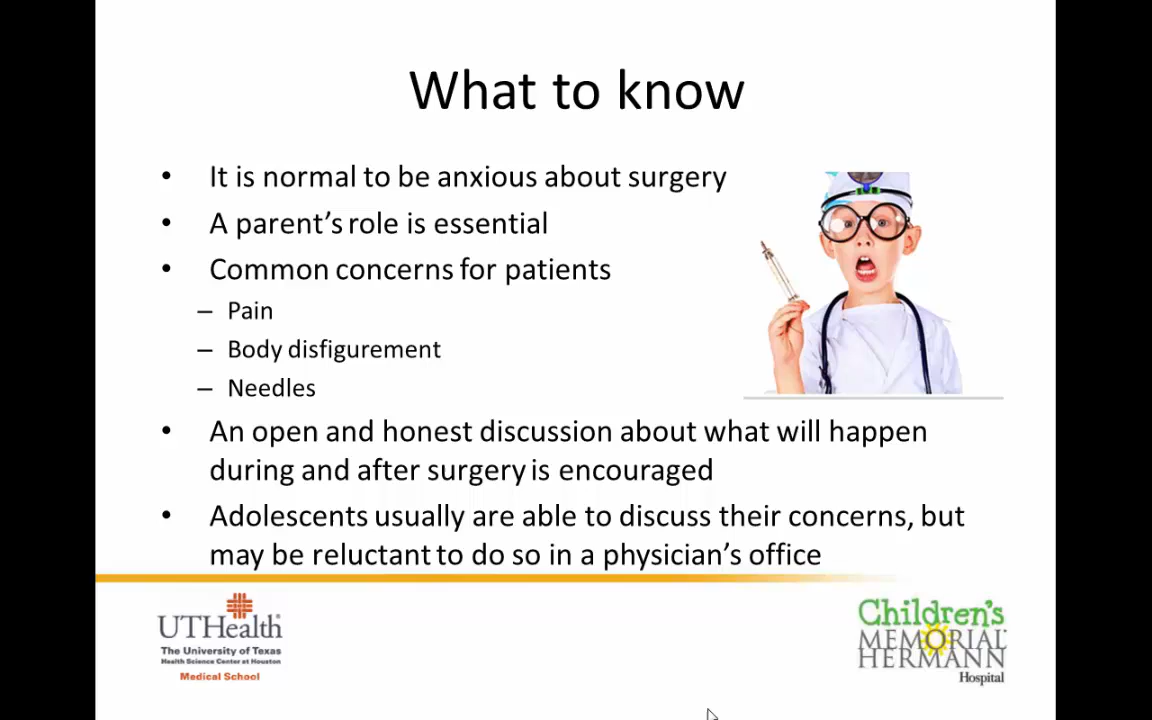 What to know
• It is normal to be anxious about surgery
• A parent's role is essential
• Common concerns for patients
– Pain
– Body disfigurement
– Needles
• An open and honest discussion about what will happen
during and after surgery is encouraged
• Adolescents usually are able to discuss their concerns, but
may be reluctant to do so in a physician's office
UTHealth
The University of Texas
Health Science Center at Houston
Medical School
Children's
MEMORIAL
HERMANN
Hospital